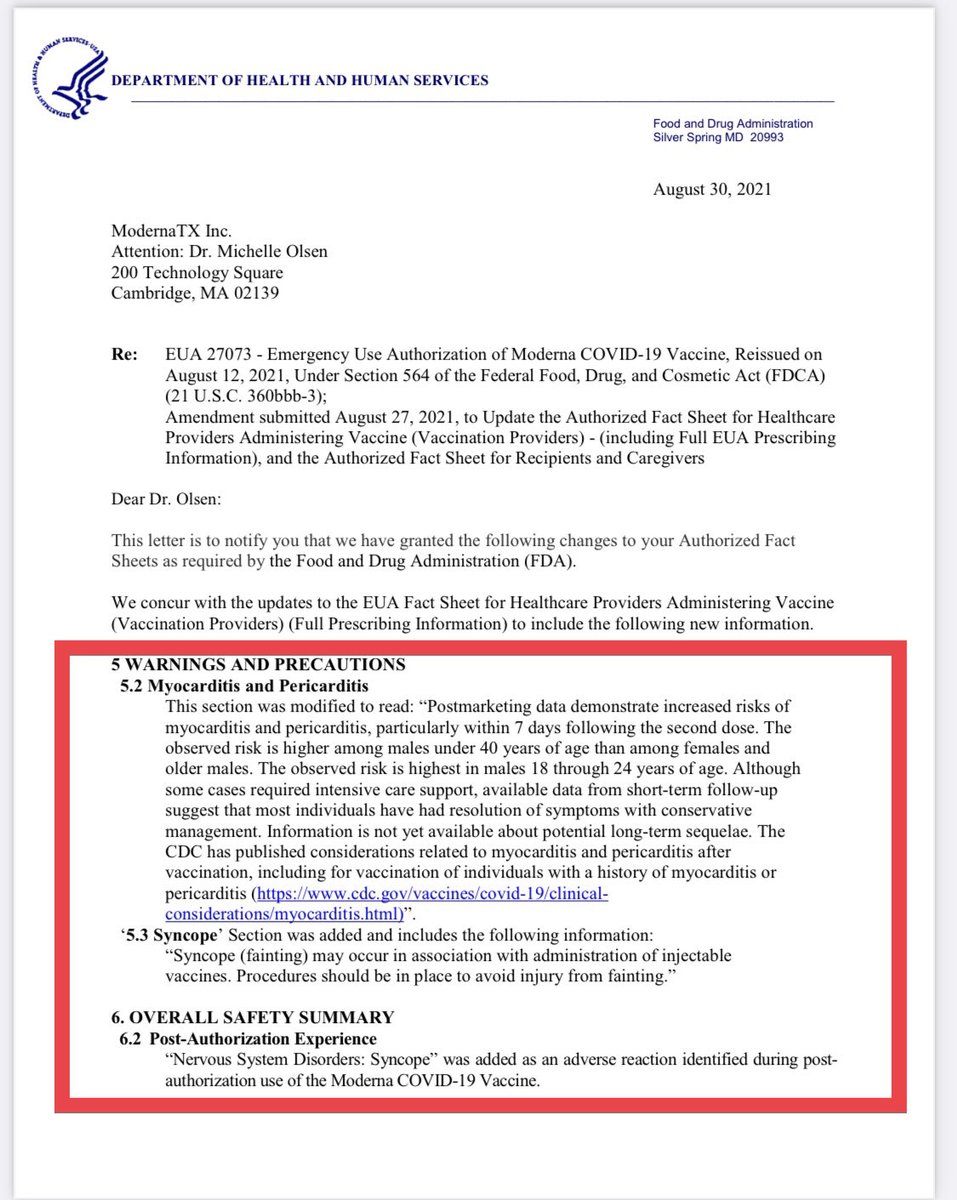 DEPARTMENT OF HEALTH & HUMAN SERVICES·USA
DEPARTMENT OF HEALTH AND HUMAN SERVICES
Food and Drug Administration
Silver Spring MD 20993
August 30, 2021
ModernaTX Inc.
Attention: Dr. Michelle Olsen
200 Technology Square
Cambridge, MA 02139
Re: EUA 27073 - Emergency Use Authorization of Moderna COVID-19 Vaccine, Reissued on
August 12, 2021, Under Section 564 of the Federal Food, Drug, and Cosmetic Act (FDCA)
(21 U.S.C. 360bbb-3);
Amendment submitted August 27, 2021, to Update the Authorized Fact Sheet for Healthcare
Providers Administering Vaccine (Vaccination Providers) - (including Full EUA Prescribing
Information), and the Authorized Fact Sheet for Recipients and Caregivers
Dear Dr. Olsen:
This letter is to notify you that we have granted the following changes to your Authorized Fact
Sheets as required by the Food and Drug Administration (FDA).
We concur with the updates to the EUA Fact Sheet for Healthcare Providers Administering Vaccine
(Vaccination Providers) (Full Prescribing Information) to include the following new information.
5 WARNINGS AND PRECAUTIONS
5.2 Myocarditis and Pericarditis
This section was modified to read: “Postmarketing data demonstrate increased risks of
myocarditis and pericarditis, particularly within 7 days following the second dose. The
observed risk is higher among males under 40 years of age than among females and
older males. The observed risk is highest in males 18 through 24 years of age. Although
some cases required intensive care support, available data from short-term follow-up
suggest that most individuals have had resolution of symptoms with conservative
management. Information is not yet available about potential long-term sequelae. The
CDC has published considerations related to myocarditis and pericarditis after
vaccination, including for vaccination of individuals with a history of myocarditis or
pericarditis (https://www.cdc.gov/vaccines/covid-19/clinical-
considerations/myocarditis.html)”.
‘5.3 Syncope’ Section was added and includes the following information:
“Syncope (fainting) may occur in association with administration of injectable
vaccines. Procedures should be in place to avoid injury from fainting.”
6. OVERALL SAFETY SUMMARY
6.2 Post-Authorization Experience
“Nervous System Disorders: Syncope” was added as an adverse reaction identified during post-
authorization use of the Moderna COVID-19 Vaccine.